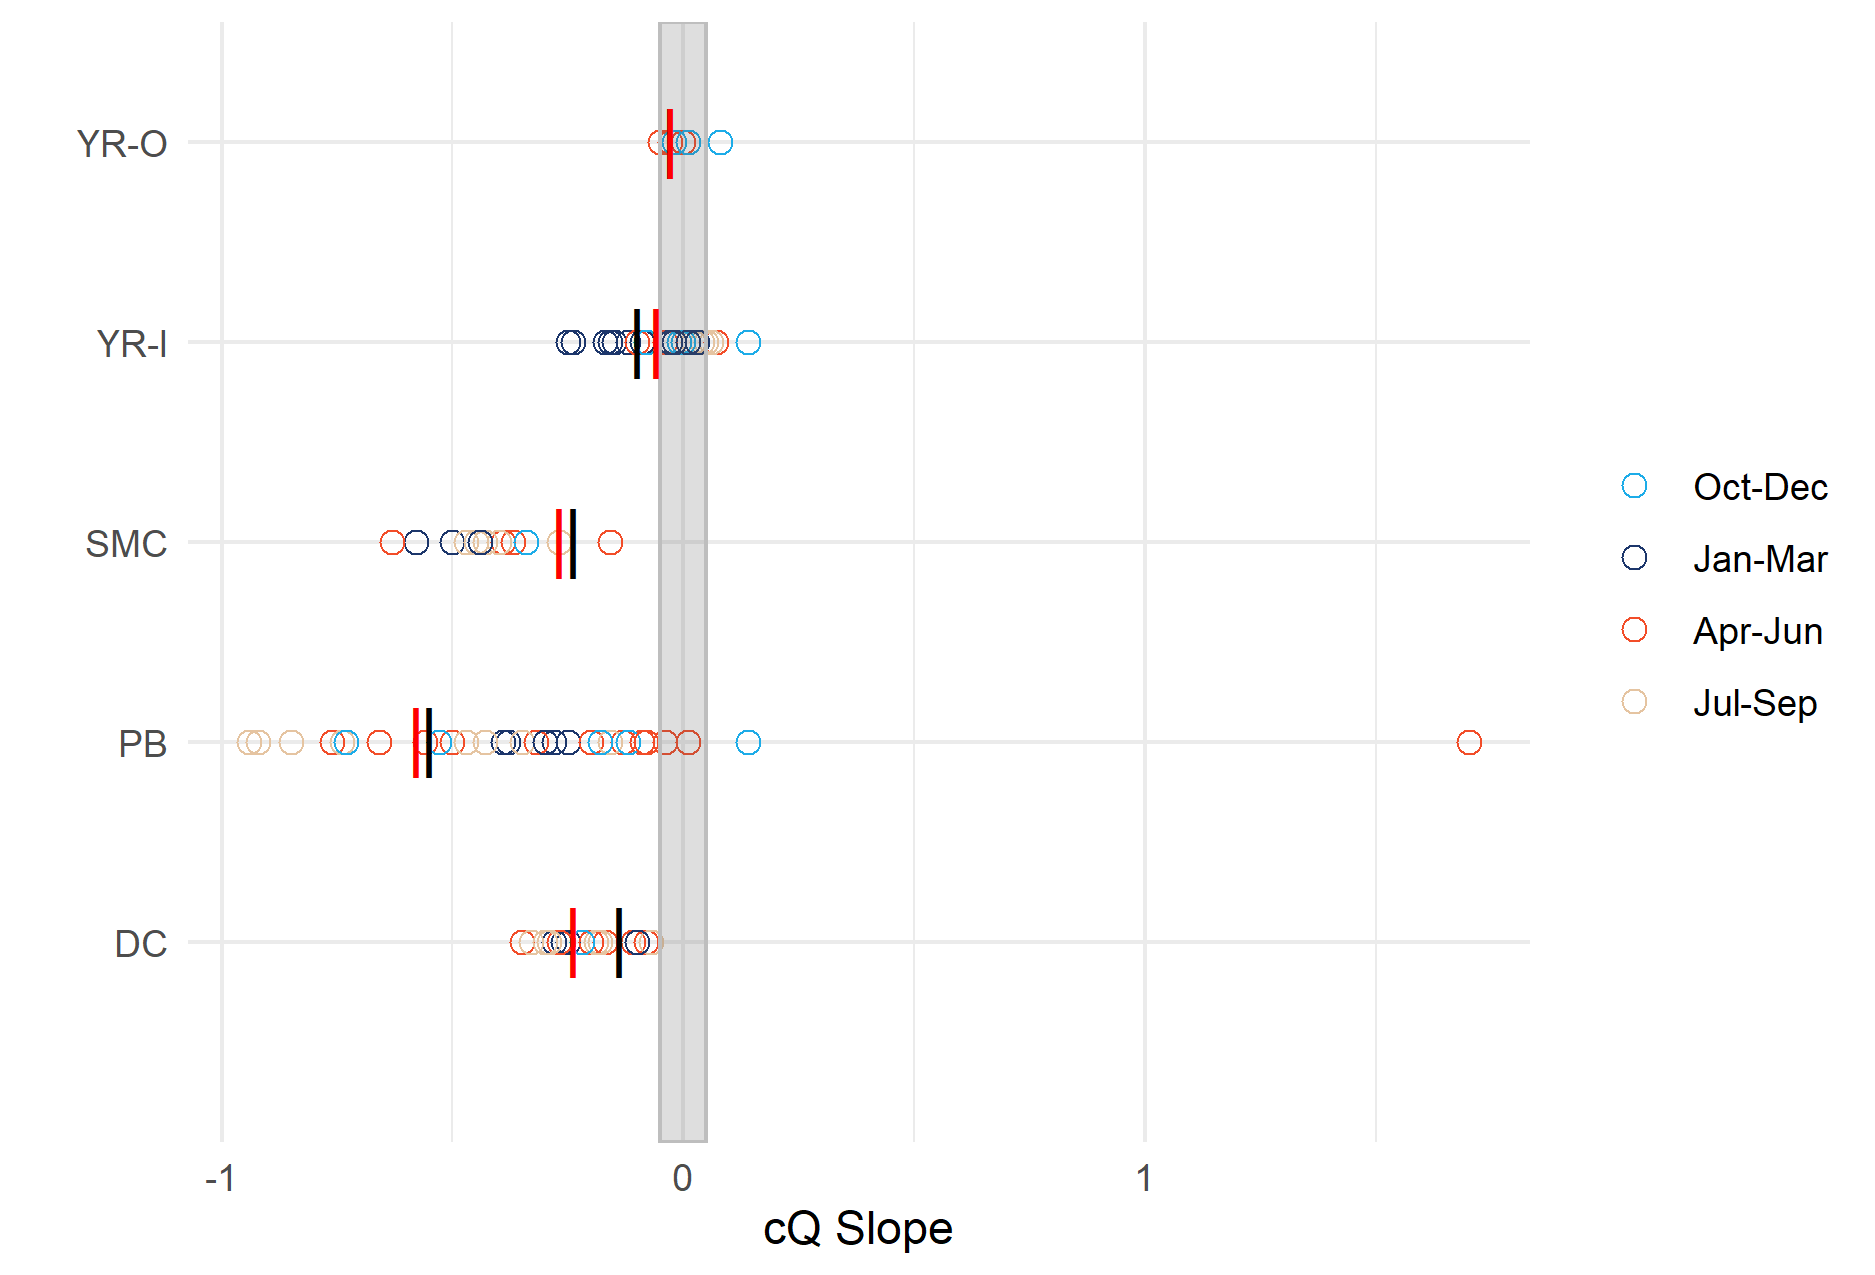 YR-O
YR-I
SMC
PB
DC
-1 0 1
cQ Slope
Oct-Dec
Jan-Mar
Apr-Jun
Jul-Sep